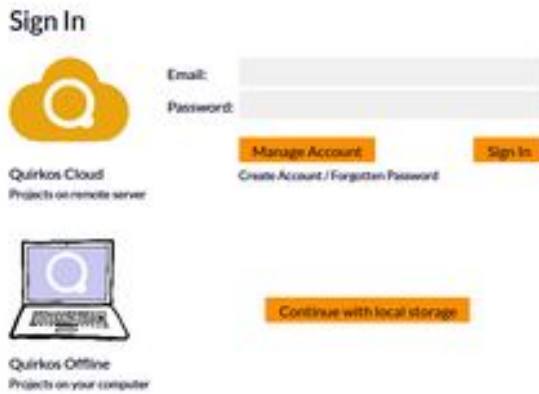 Sign In
Email:
Password:
Manage Account
Sign In
Create Account / Forgotten Password
Quirkos Cloud
Projects on remote server
Continue with local storage
Quirkos Offline
Projects on your computer